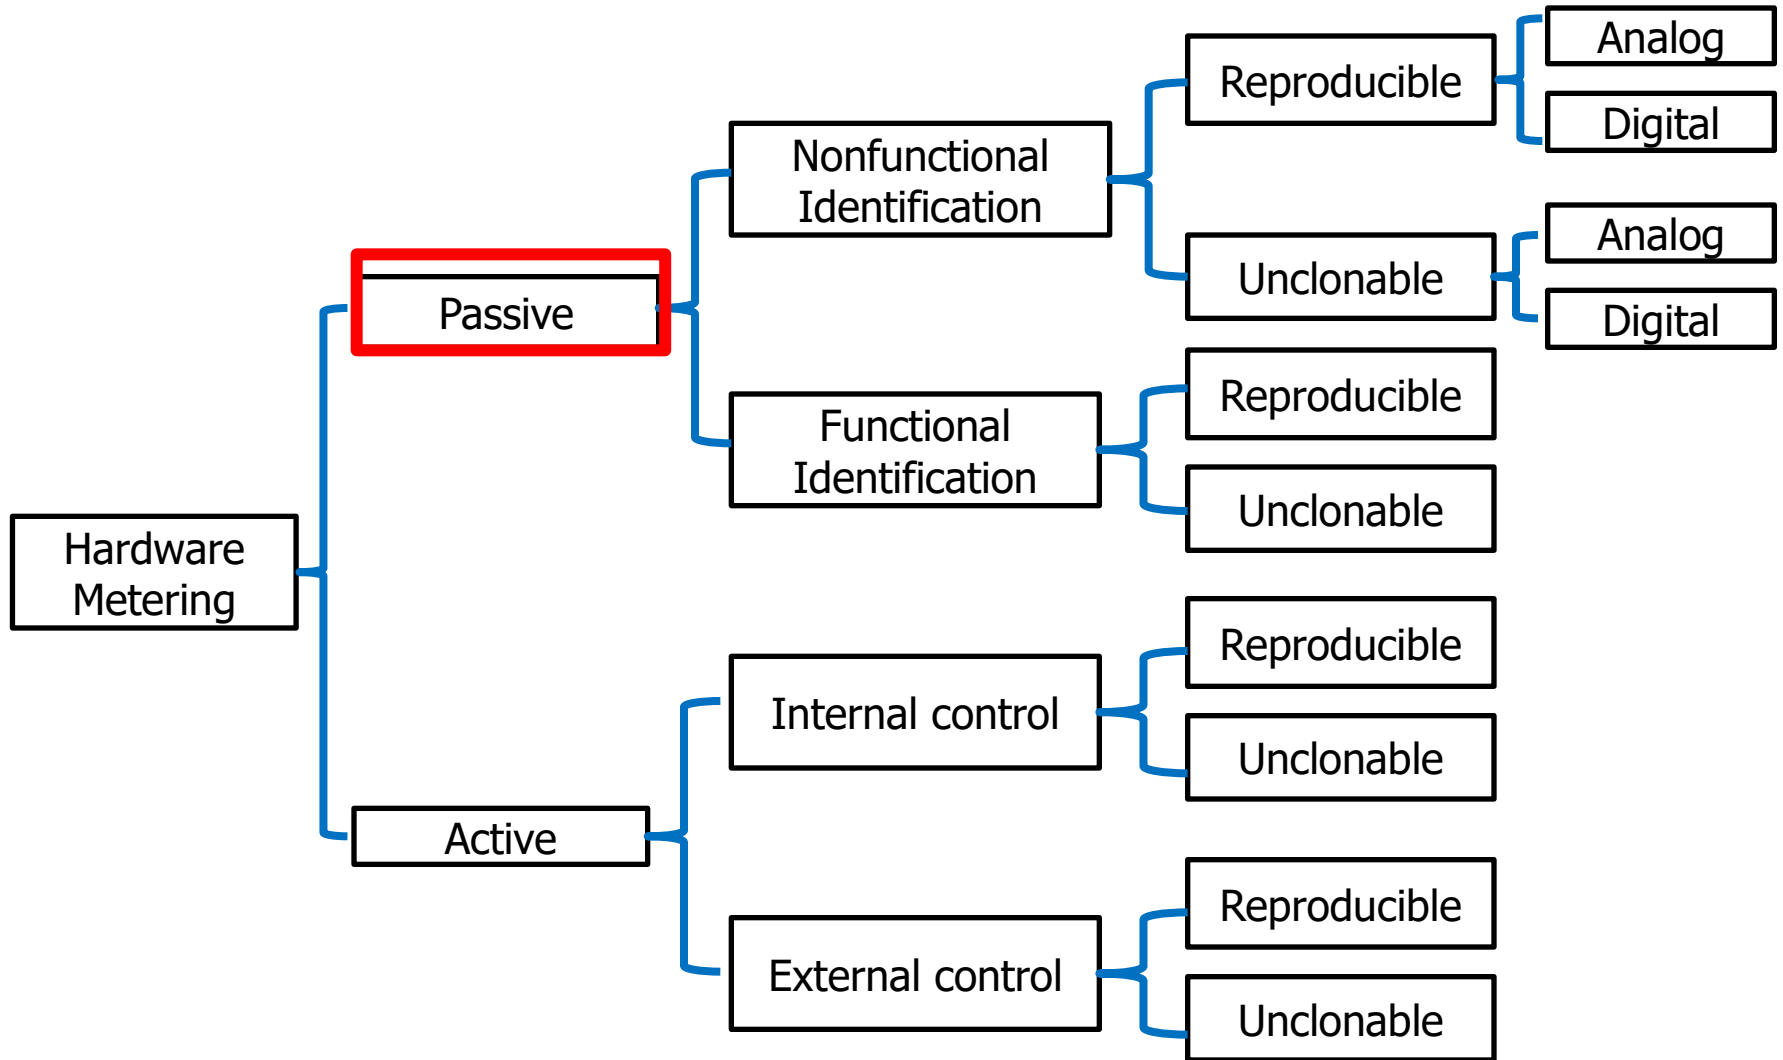 Hardware
Metering
Passive
Nonfunctional
Identification
Reproducible
Analog
Digital
Unclonable
Analog
Digital
Functional
Identification
Reproducible
Unclonable
Active
Internal control
Reproducible
Unclonable
External control
Reproducible
Unclonable